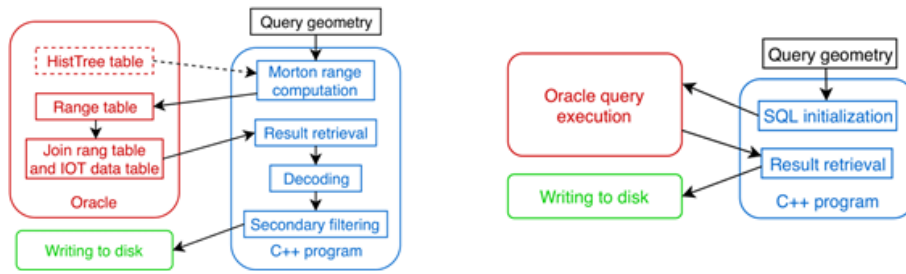 Query geometry
HistTree table
Morton range
computation
Range table
Result retrieval
Join rang table
and IOT data table
Decoding
Oracle
Secondary filtering
Writing to disk
C++ program
Query geometry
Oracle query
execution
SQL initialization
Result retrieval
Writing to disk
C++ program